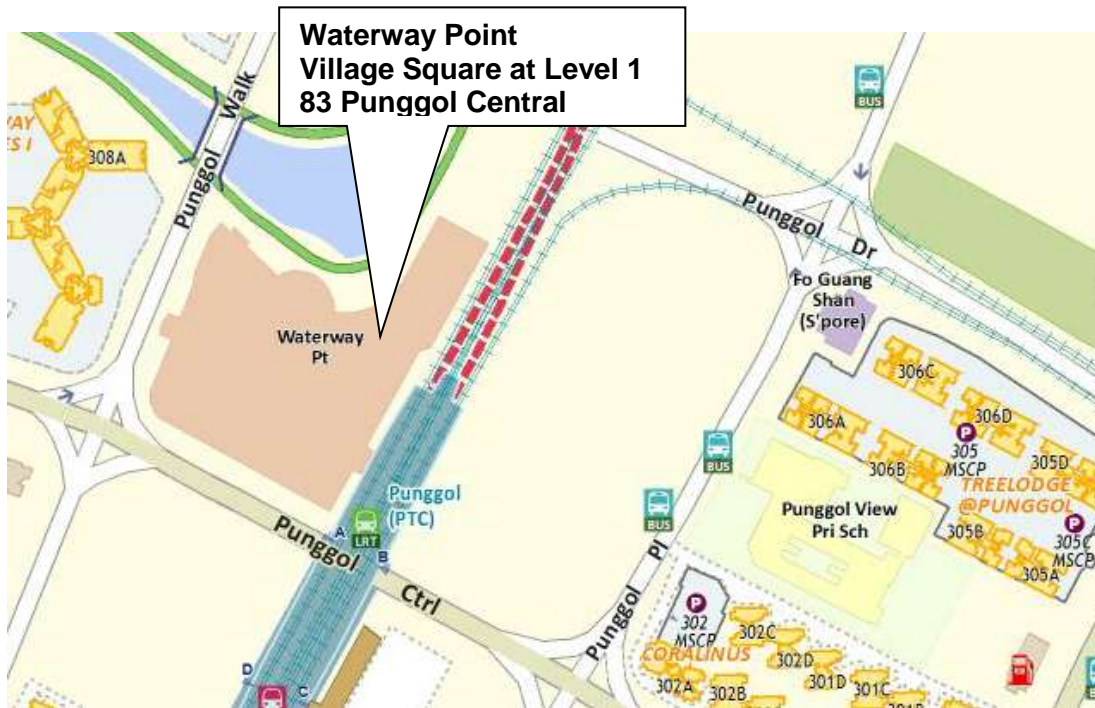 Waterway Point
Village Square at Level 1
83 Punggol Central
BUS
Punggol Walk
308A
Punggol Dr
Fo Guang
Shan
(S'pore)
Waterway
Pt
306C
306A
306D
P
305
MSCP
305D
306B
BUS
TREELODGE
@PUNGGOL
P
305C
MSCP
305B
305A
Punggol
(PTC)
LRT
A
B
BUS
Punggol View
Pri Sch
Punggol Ctrl
Punggol Pl
P
302
MSCP
302C
CORALINUS
302D
302A
302B
301D
301C
D
C